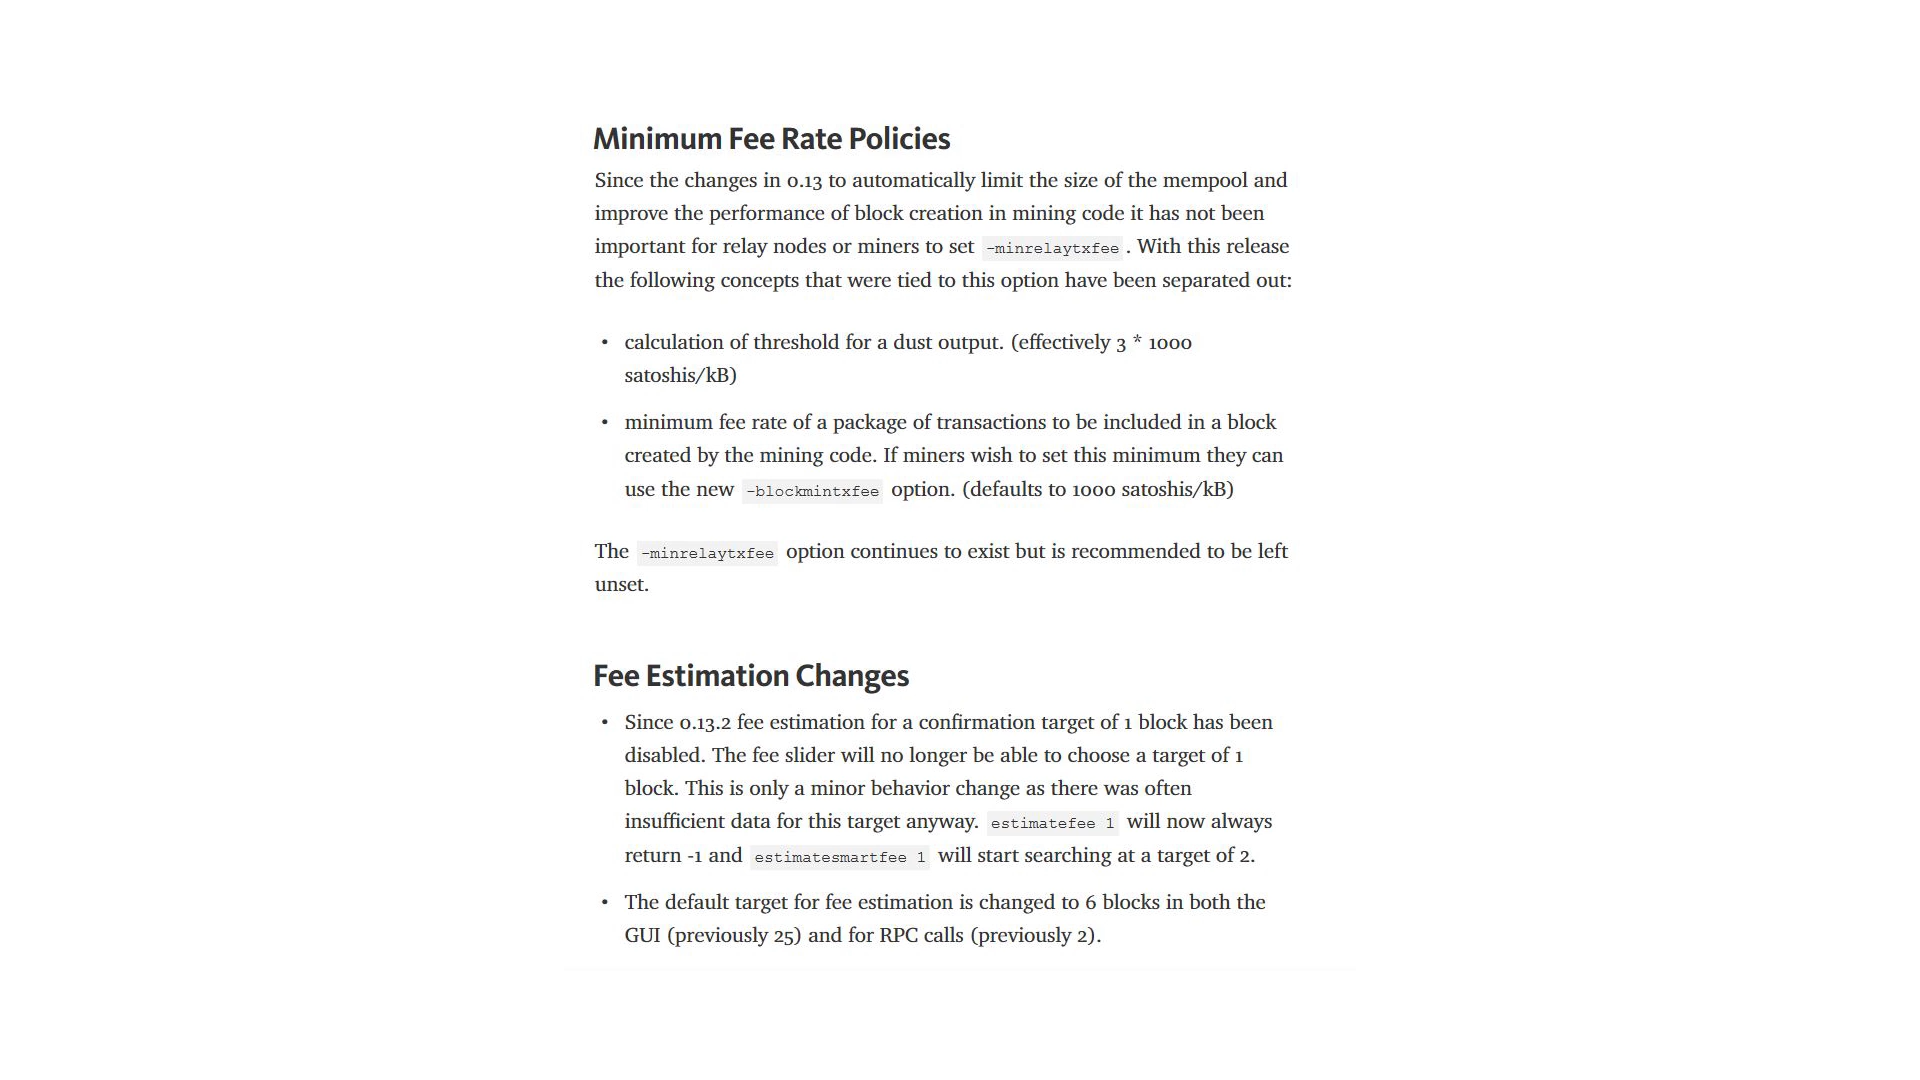 Minimum Fee Rate Policies
Since the changes in 0.13 to automatically limit the size of the mempool and
improve the performance of block creation in mining code it has not been
important for relay nodes or miners to set -minrelaytxfee. With this release
the following concepts that were tied to this option have been separated out:
• calculation of threshold for a dust output. (effectively 3 * 1000
satoshis/kB)
• minimum fee rate of a package of transactions to be included in a block
created by the mining code. If miners wish to set this minimum they can
use the new -blockmintxfee option. (defaults to 1000 satoshis/kB)
The -minrelaytxfee option continues to exist but is recommended to be left
unset.
Fee Estimation Changes
• Since 0.13.2 fee estimation for a confirmation target of 1 block has been
disabled. The fee slider will no longer be able to choose a target of 1
block. This is only a minor behavior change as there was often
insufficient data for this target anyway. estimatefee 1 will now always
return -1 and estimatesmartfee 1 will start searching at a target of 2.
• The default target for fee estimation is changed to 6 blocks in both the
GUI (previously 25) and for RPC calls (previously 2).